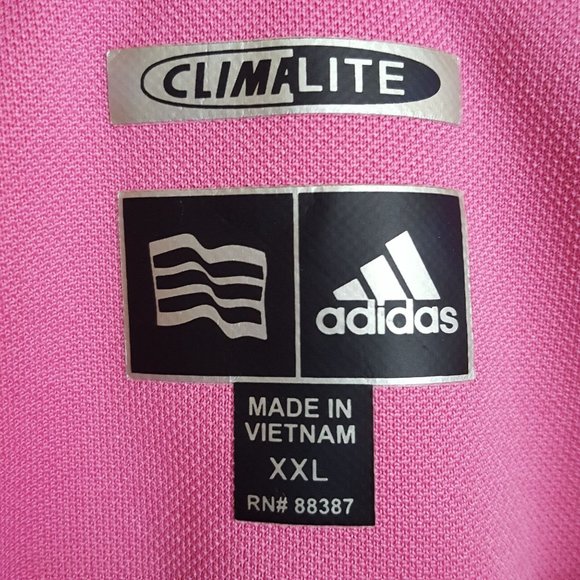 CLIMALITE
adidas
MADE IN
VIETNAM
XXL
RN# 88387